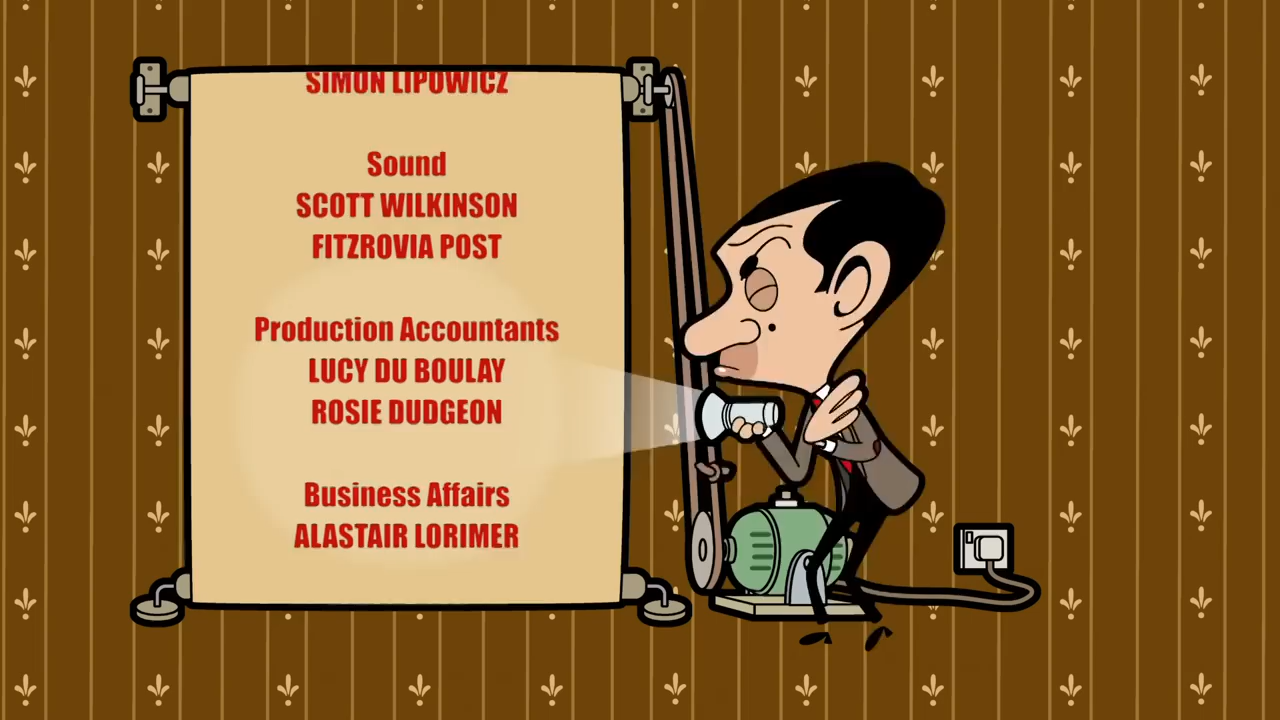 SIMON LIPOWICZ
Sound
SCOTT WILKINSON
FITZROVIA POST
Production Accountants
LUCY DU BOULAY
ROSIE DUDGEON
Business Affairs
ALASTAIR LORIMER